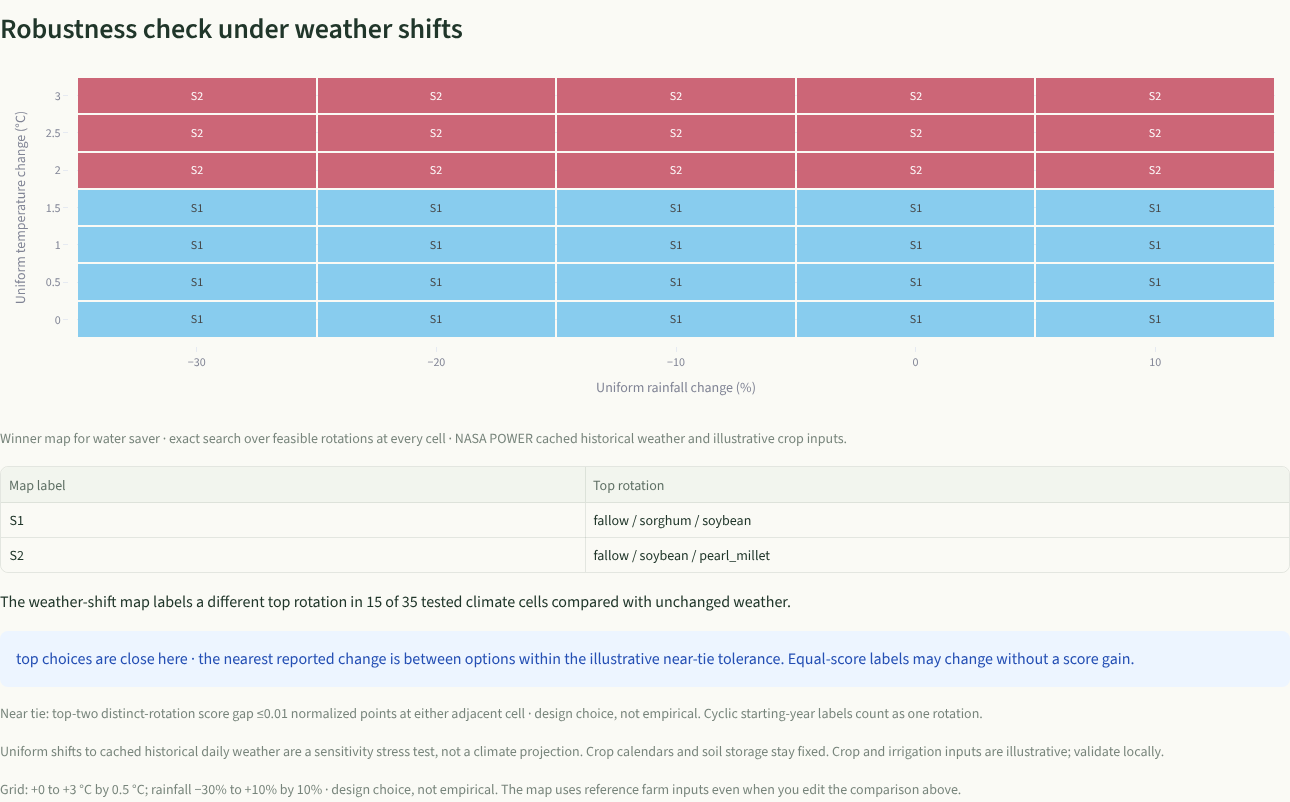 Robustness check under weather shifts
Uniform temperature change (°C)
3 S2 S2 S2 S2 S2
2.5 S2 S2 S2 S2 S2
2 S2 S2 S2 S2 S2
1.5 S1 S1 S1 S1 S1
1 S1 S1 S1 S1 S1
0.5 S1 S1 S1 S1 S1
0 S1 S1 S1 S1 S1
−30 −20 −10 0 10
Uniform rainfall change (%)
Winner map for water saver · exact search over feasible rotations at every cell · NASA POWER cached historical weather and illustrative crop inputs.
Map label Top rotation
S1 fallow / sorghum / soybean
S2 fallow / soybean / pearl_millet
The weather-shift map labels a different top rotation in 15 of 35 tested climate cells compared with unchanged weather.
top choices are close here · the nearest reported change is between options within the illustrative near-tie tolerance. Equal-score labels may change without a score gain.
Near tie: top-two distinct-rotation score gap ≤0.01 normalized points at either adjacent cell · design choice, not empirical. Cyclic starting-year labels count as one rotation.
Uniform shifts to cached historical daily weather are a sensitivity stress test, not a climate projection. Crop calendars and soil storage stay fixed. Crop and irrigation inputs are illustrative; validate locally.
Grid: +0 to +3 °C by 0.5 °C; rainfall −30% to +10% by 10% · design choice, not empirical. The map uses reference farm inputs even when you edit the comparison above.